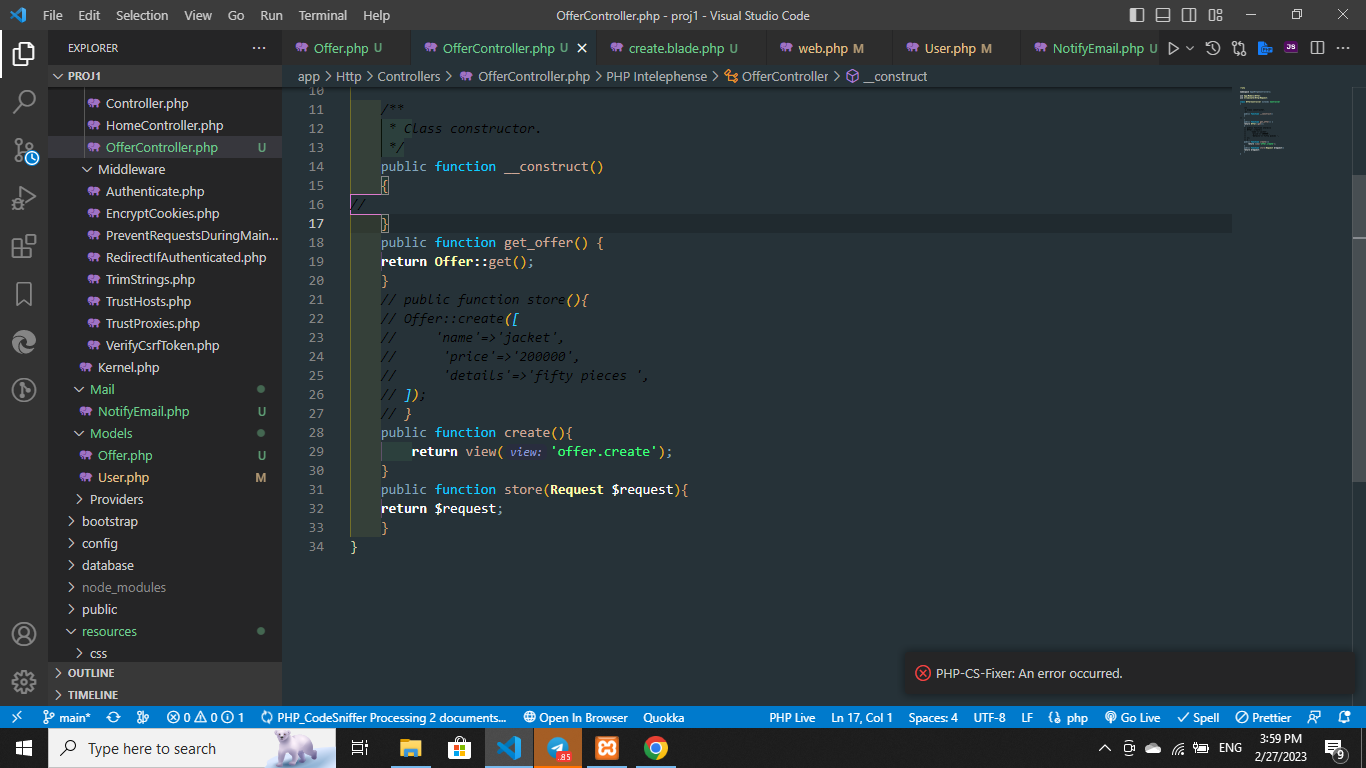 File Edit Selection View Go Run Terminal Help OfferController.php - proj1 - Visual Studio Code
EXPLORER
Offer.php U OfferController.php U create.blade.php U web.php M User.php M NotifyEmail.php U
PROJ1
app > Http > Controllers > OfferController.php > PHP Intelephense > OfferController > __construct
Controller.php
HomeController.php
OfferController.php U
Middleware
Authenticate.php
EncryptCookies.php
PreventRequestsDuringMain...
RedirectIfAuthenticated.php
TrimStrings.php
TrustHosts.php
TrustProxies.php
VerifyCsrfToken.php
Kernel.php
Mail
NotifyEmail.php U
Models
Offer.php U
User.php M
Providers
bootstrap
config
database
node_modules
public
resources
css
OUTLINE
TIMELINE
10
11 /**
12 * Class constructor.
13 */
14 public function __construct()
15 {
16 //
17 }
18 public function get_offer() {
19 return Offer::get();
20 }
21 // public function store(){
22 // Offer::create([
23 // 'name'=>'jacket',
24 // 'price'=>'200000',
25 // 'details'=>'fifty pieces ',
26 // ]);
27 // }
28 public function create(){
29 return view( view: 'offer.create');
30 }
31 public function store(Request $request){
32 return $request;
33 }
34 }
PHP-CS-Fixer: An error occurred.
main* 0 0 1 PHP_CodeSniffer Processing 2 documents... Open In Browser Quokka PHP Live Ln 17, Col 1 Spaces: 4 UTF-8 LF php Go Live Spell Prettier
Type here to search .85 ENG 3:59 PM
2/27/2023 9